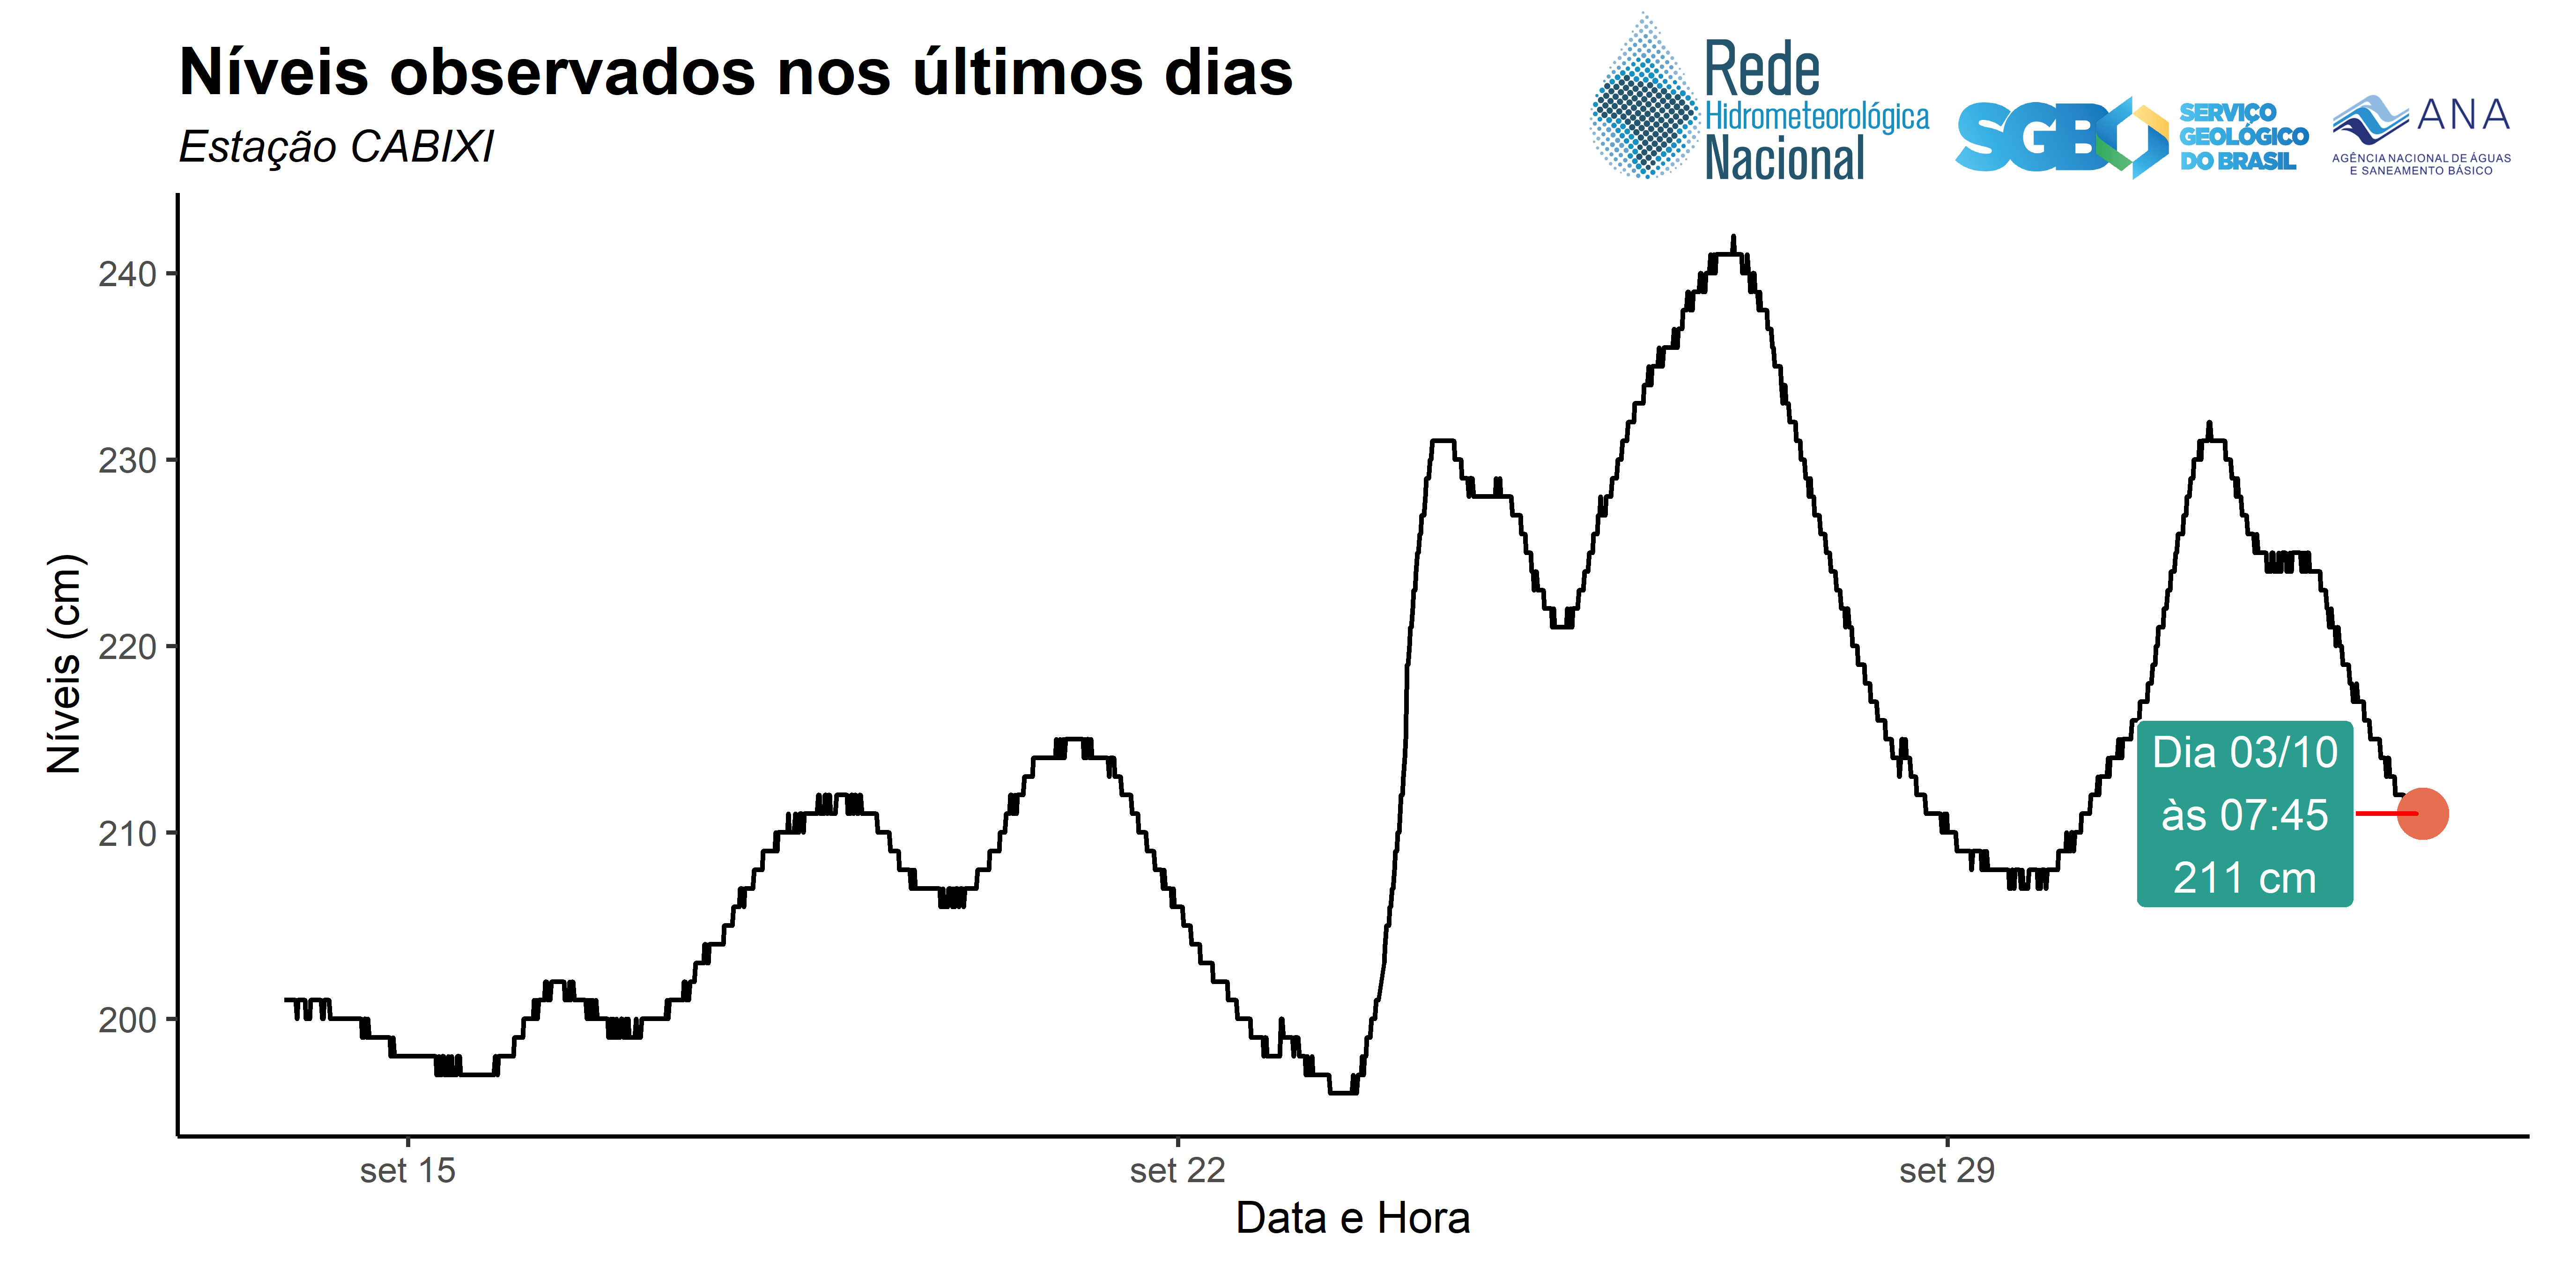 Níveis observados nos últimos dias
Estação CABIXI
Rede
Hidrometeorológica
Nacional
SGB
SERVIÇO
GEOLÓGICO
DO BRASIL
ANA
AGÊNCIA NACIONAL DE ÁGUAS
E SANEAMENTO BÁSICO
Níveis (cm)
240
230
220
210
200
Dia 03/10
às 07:45
211 cm
set 15
set 22
set 29
Data e Hora